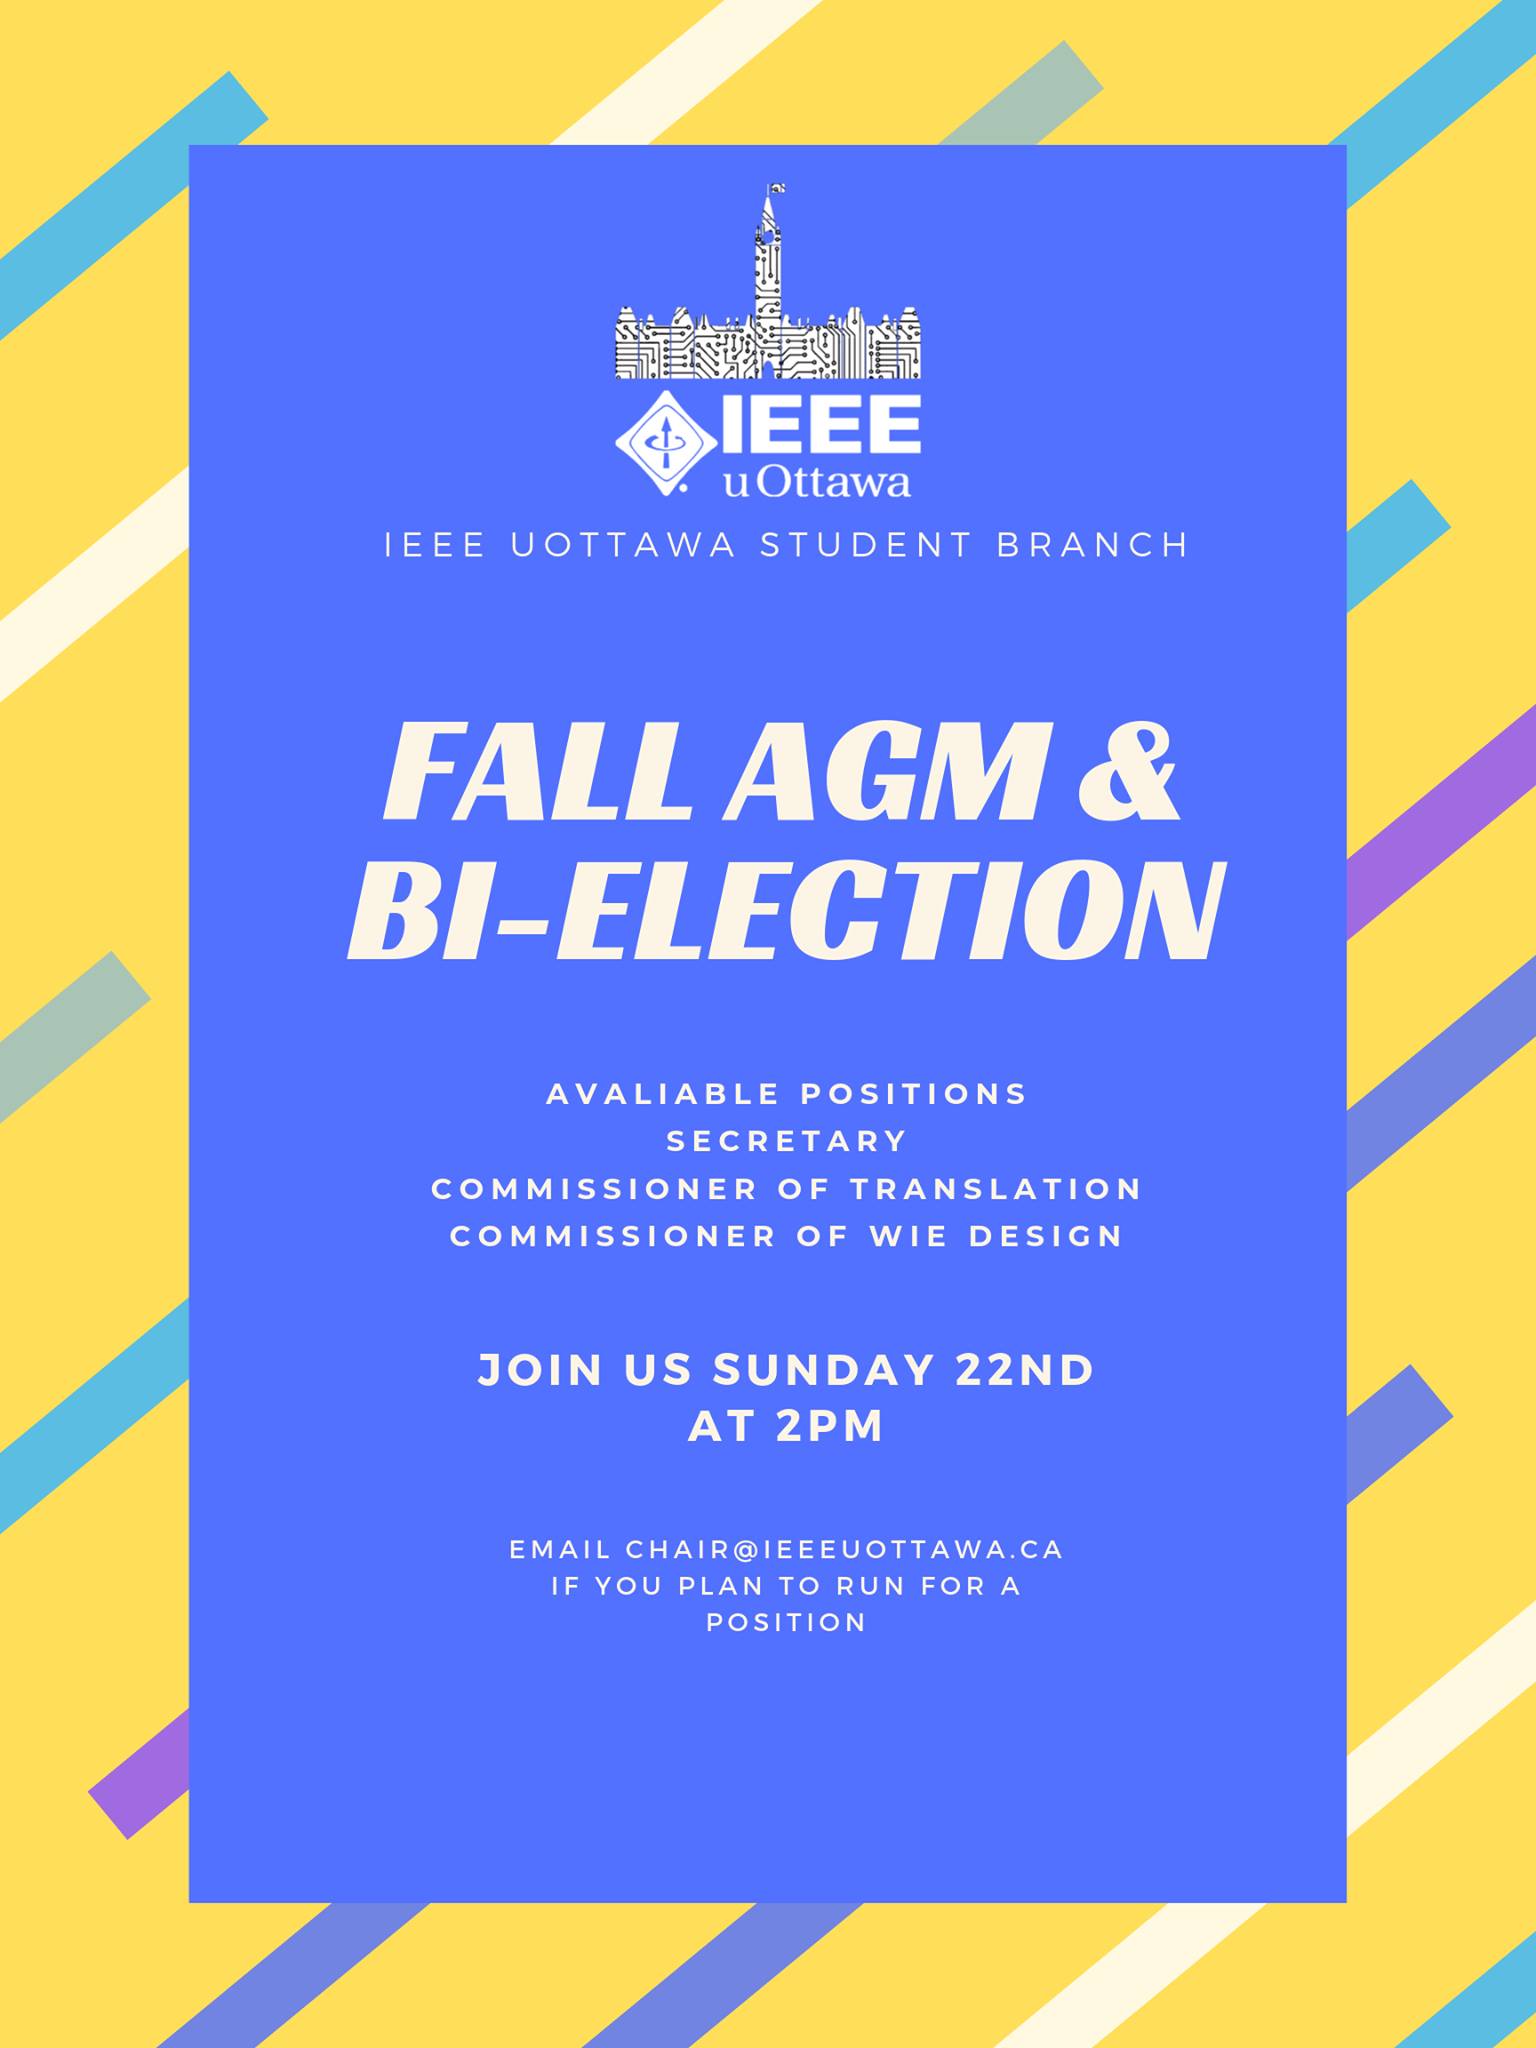 IEEE
uOttawa
IEEE UOTTAWA STUDENT BRANCH
FALL AGM &
BI-ELECTION
AVALIABLE POSITIONS
SECRETARY
COMMISSIONER OF TRANSLATION
COMMISSIONER OF WIE DESIGN
JOIN US SUNDAY 22ND
AT 2PM
EMAIL CHAIR@IEEEUOTTAWA.CA
IF YOU PLAN TO RUN FOR A
POSITION